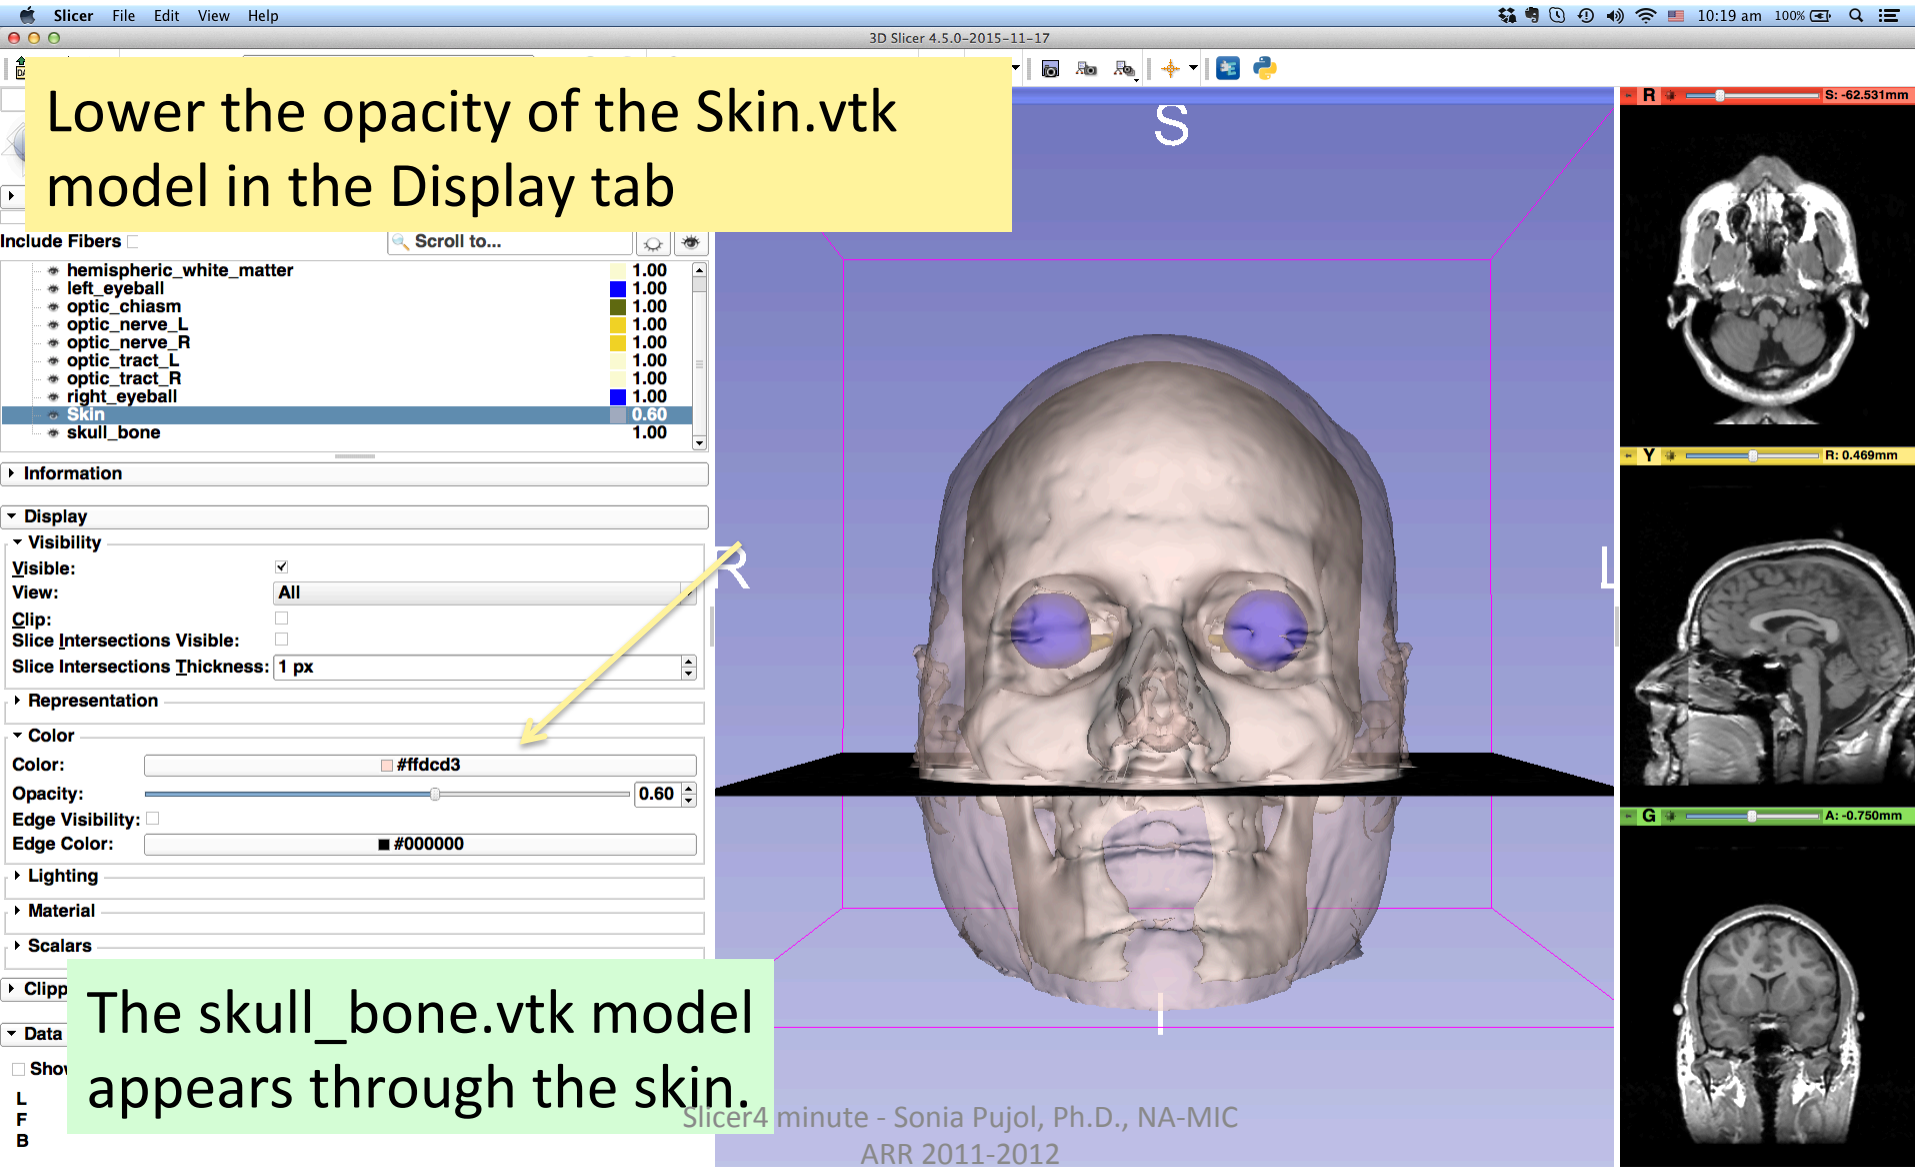 Slicer File Edit View Help
10:19 am 100%
3D Slicer 4.5.0-2015-11-17
Lower the opacity of the Skin.vtk
model in the Display tab
S
R
L
I
Include Fibers
Scroll to...
hemispheric_white_matter 1.00
left_eyeball 1.00
optic_chiasm 1.00
optic_nerve_L 1.00
optic_nerve_R 1.00
optic_tract_L 1.00
optic_tract_R 1.00
right_eyeball 1.00
Skin 0.60
skull_bone 1.00
Information
Display
Visibility
Visible:
View: All
Clip:
Slice Intersections Visible:
Slice Intersections Thickness: 1 px
Representation
Color
Color: #ffdcd3
Opacity: 0.60
Edge Visibility:
Edge Color: #000000
Lighting
Material
Scalars
Clipp
Data
Show
L
F
B
The skull_bone.vtk model
appears through the skin.
R S: -62.531mm
Y R: 0.469mm
G A: -0.750mm
Slicer4 minute - Sonia Pujol, Ph.D., NA-MIC
ARR 2011-2012